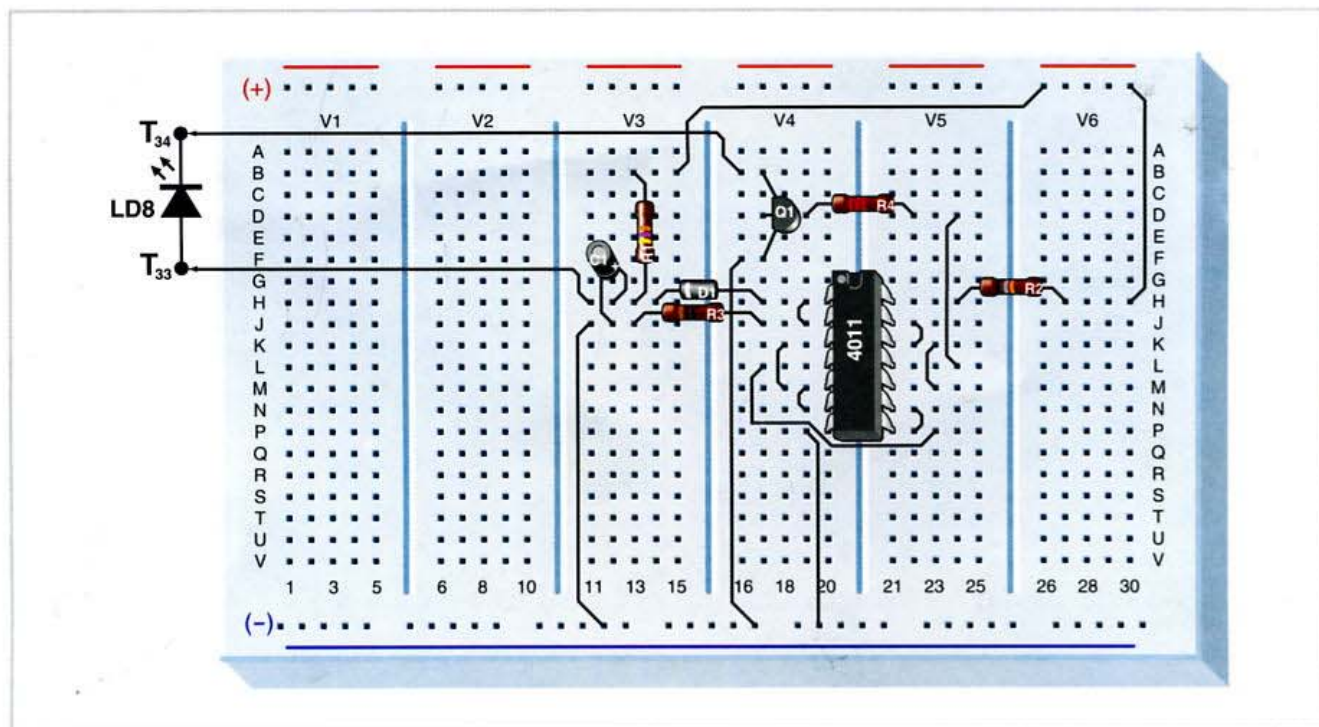 (+)
V1 V2 V3 V4 V5 V6
T34
LD8
T33
A A
B B
C C
D Q1 R4 D
E E
F C1 R1 F
G G
H D1 R2 H
J R3 J
K 4011 K
L L
M M
N N
P P
Q Q
R R
S S
T T
U U
V V
1 3 5 6 8 10 11 13 15 16 18 20 21 23 25 26 28 30
(-)